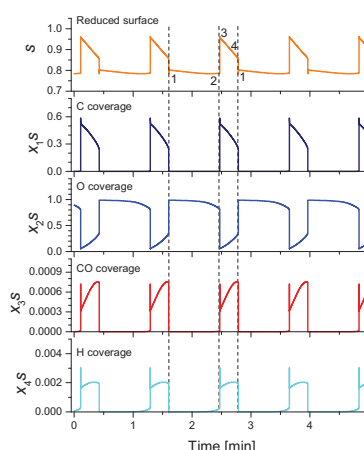 Reduced surface
S
1.0
0.9
0.8
0.7
3
4
1
2
1
C coverage
X₁S
0.6
0.3
0.0
O coverage
X₂S
1.0
0.5
0.0
CO coverage
X₃S
0.0009
0.0006
0.0003
0.0000
H coverage
X₄S
0.004
0.002
0.000
0 1 2 3 4
Time [min]